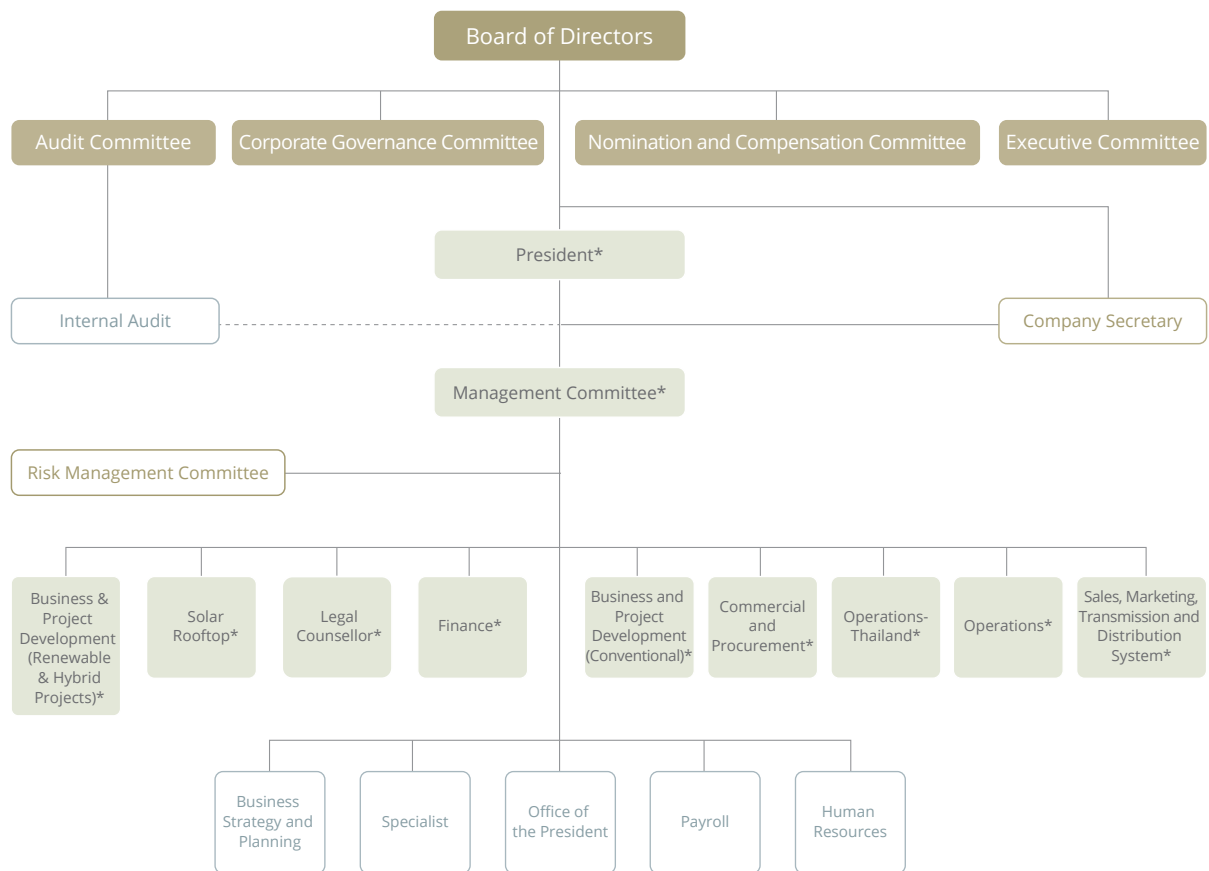 Board of Directors
Audit Committee
Corporate Governance Committee
Nomination and Compensation Committee
Executive Committee
President*
Internal Audit
Company Secretary
Management Committee*
Risk Management Committee
Business &
Project
Development
(Renewable
& Hybrid
Projects)*
Solar
Rooftop*
Legal
Counsellor*
Finance*
Business and
Project
Development
(Conventional)*
Commercial
and
Procurement*
Operations-
Thailand*
Operations*
Sales, Marketing,
Transmission and
Distribution
System*
Business
Strategy and
Planning
Specialist
Office of
the President
Payroll
Human
Resources